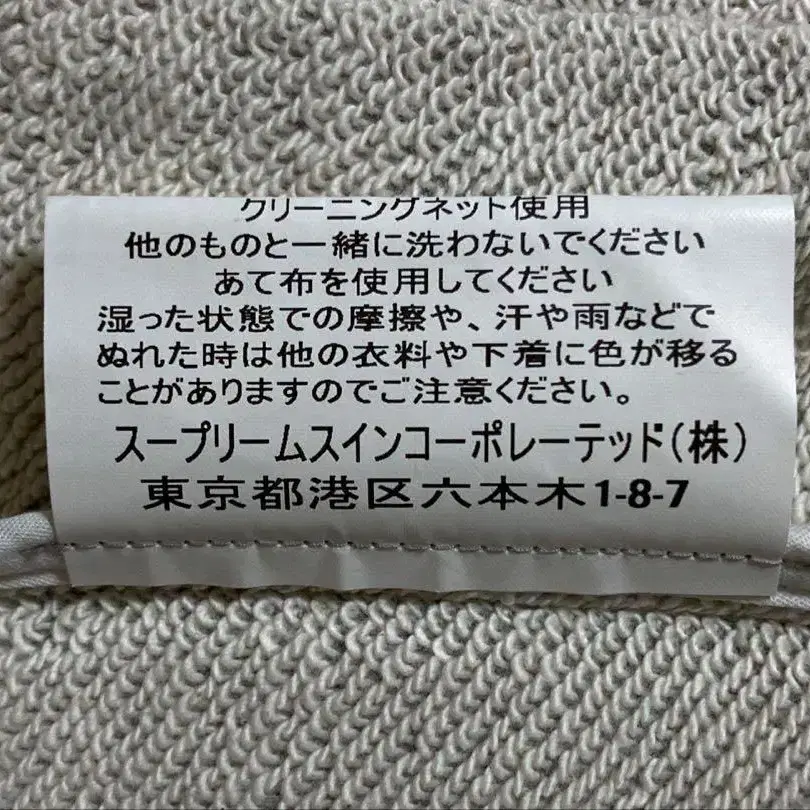 クリーニングネット使用
他のものと一緒に洗わないでください
あて布を使用してください
湿った状態での摩擦や、汗や雨などで
ぬれた時は他の衣料や下着に色が移る
ことがありますのでご注意ください。
スープリームスインコーポレーテッド(株)
東京都港区六本木1-8-7